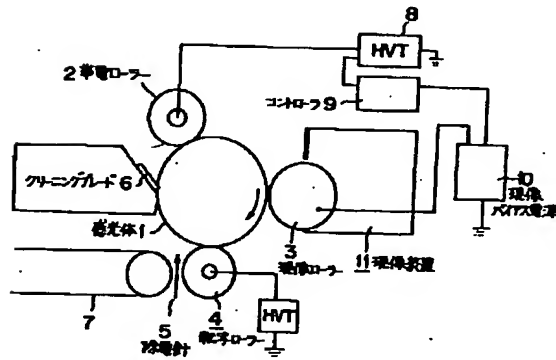 8
HVT
2 帯電ローラー
コントローラ 9
クリーニングブレード 6
感光体 1
10
現像
バイアス電源
3
現像ローラー
11 現像装置
7
5
除電針
4
転写ローラー
HVT